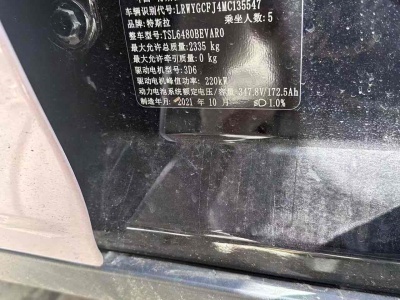 车辆识别代号: LRWYGCFJ4MC135547
品牌: 特斯拉 乘坐人数: 5
整车型号: TSL6480BEVAR0
最大允许总质量: 2335 kg
最大允许牵引质量: 0 kg
驱动电机型号: 3D6
驱动电机峰值功率: 220kW
动力电池系统额定电压/容量: 347.8V/172.5Ah
制造年月: 2021 年 10 月 1.0%